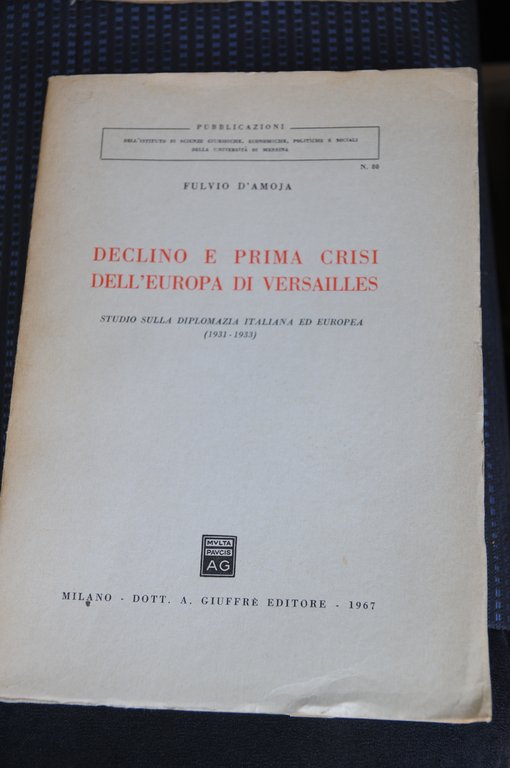 PUBBLICAZIONI
DELL'ISTITUTO DI SCIENZE GIURIDICHE, ECONOMICHE, POLITICHE E SOCIALI
DELLA UNIVERSITÀ DI MESSINA
N. 80
FULVIO D'AMOJA
DECLINO E PRIMA CRISI
DELL'EUROPA DI VERSAILLES
STUDIO SULLA DIPLOMAZIA ITALIANA ED EUROPEA
(1931-1933)
MVLTA
PAVCIS
AG
MILANO - DOTT. A. GIUFFRÈ EDITORE - 1967